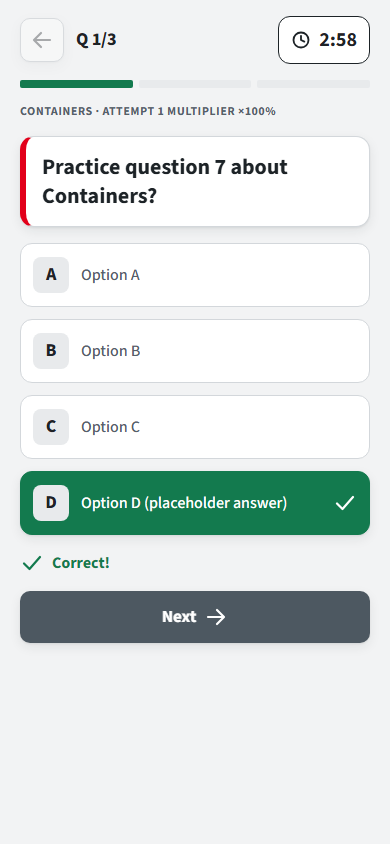 Q 1/3
2:58
CONTAINERS · ATTEMPT 1 MULTIPLIER ×100%
Practice question 7 about
Containers?
A Option A
B Option B
C Option C
D Option D (placeholder answer)
Correct!
Next